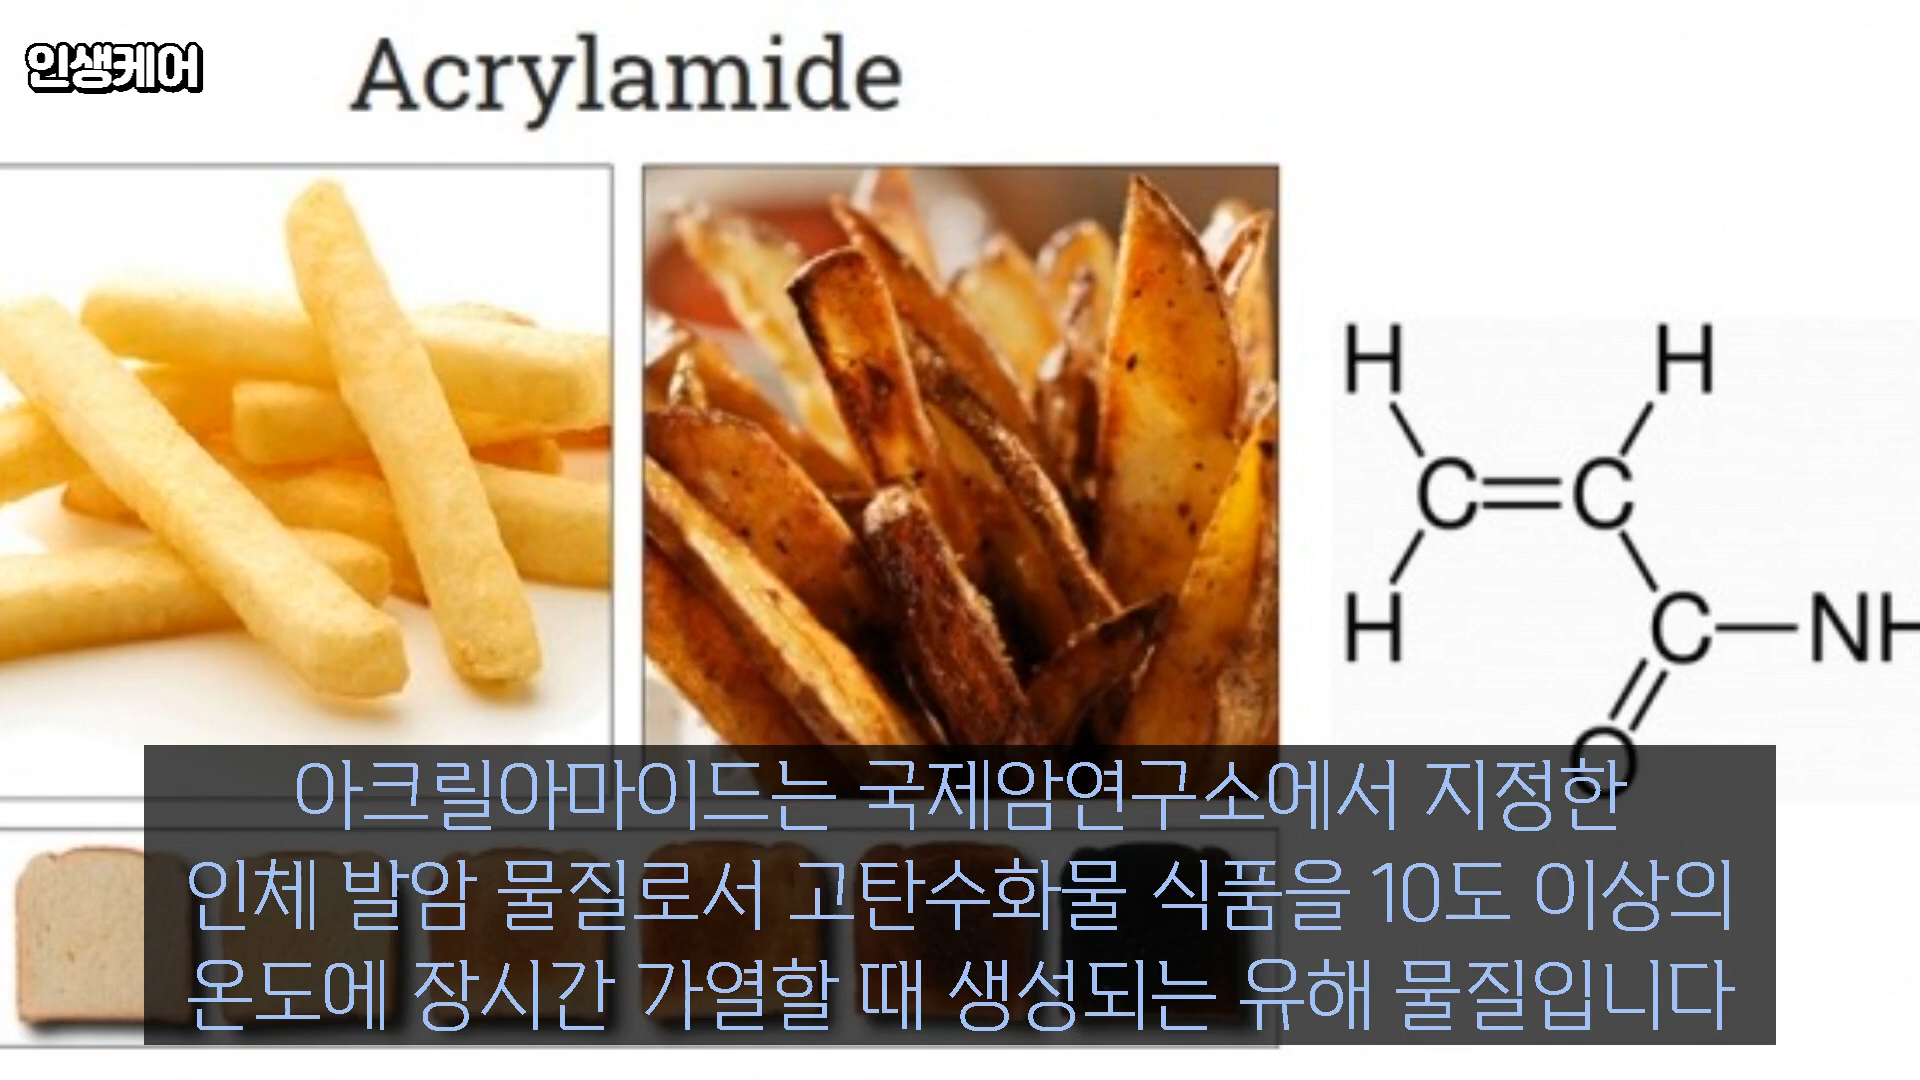 인생케어
Acrylamide
H H
C=C
H C—NH
O
아크릴아마이드는 국제암연구소에서 지정한
인체 발암 물질로서 고탄수화물 식품을 10도 이상의
온도에 장시간 가열할 때 생성되는 유해 물질입니다